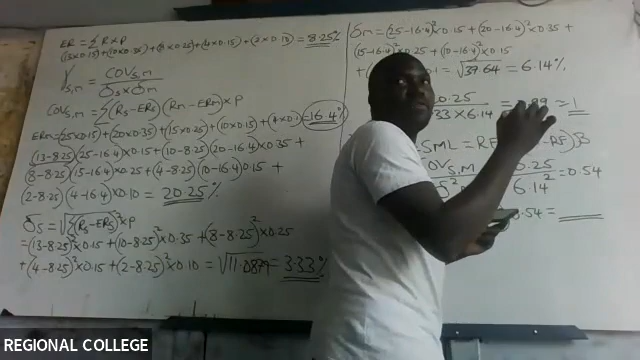 ER = ΣR×P
(13×0.15)+(10×0.35)+(8×0.25)+(4×0.15)+(2×0.10) = 8.25%
γs,m = COVs,m / σs×σm
COVs,m = Σ(Rs-ERs)(Rm-ERm)×P
ERm=(25×0.15)+(20×0.35)+(15×0.25)+(10×0.15)+(4×0.1)=16.4%
(13-8.25)(25-16.4)0.15+(10-8.25)(20-16.4)0.35+
(8-8.25)(15-16.4)0.25+(4-8.25)(10-16.4)0.15+
(2-8.25)(4-16.4)×0.10 = 20.25%
σs = √Σ(Rs-ERs)²×P
=(13-8.25)²×0.15+(10-8.25)²×0.35+(8-8.25)²×0.25
+(4-8.25)²×0.15+(2-8.25)²×0.10 = √11.0879 = 3.33%
σm = (25-16.4)²×0.15+(20-16.4)²×0.35+
(15-16.4)²×0.25+(10-16.4)²×0.15
= √37.64 = 6.14%
20.25 / 3.33×6.14 = ≈ 1
SML = RF
COVs.m / 6.14² = 0.54
0.54 =
REGIONAL COLLEGE